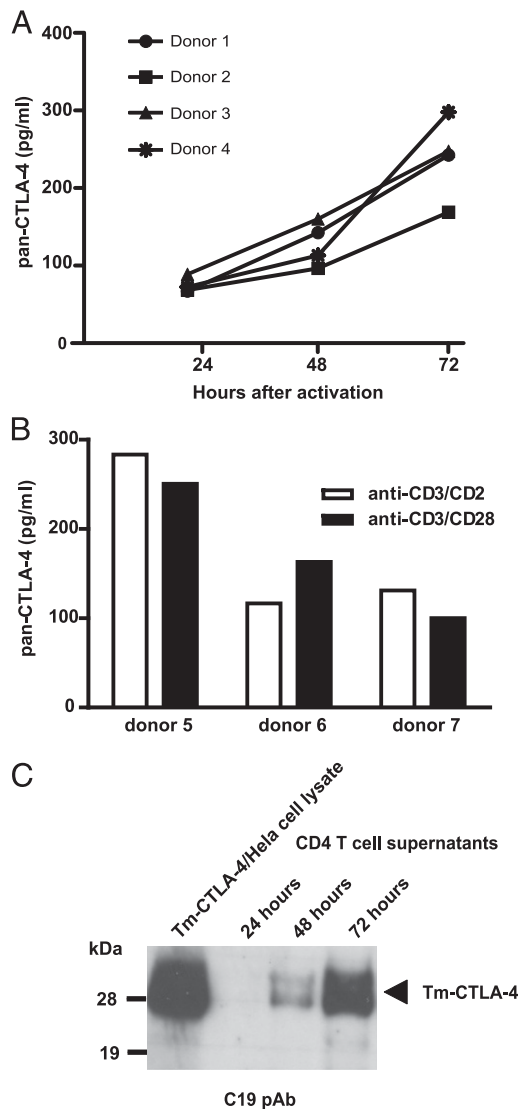 A
Donor 1
Donor 2
Donor 3
Donor 4
pan-CTLA-4 (pg/ml)
400
300
200
100
0
24 48 72
Hours after activation
B
pan-CTLA-4 (pg/ml)
300
200
100
0
anti-CD3/CD2
anti-CD3/CD28
donor 5 donor 6 donor 7
C
Tm-CTLA-4/Hela cell lysate
CD4 T cell supernatants
24 hours
48 hours
72 hours
kDa
28
19
Tm-CTLA-4
C19 pAb